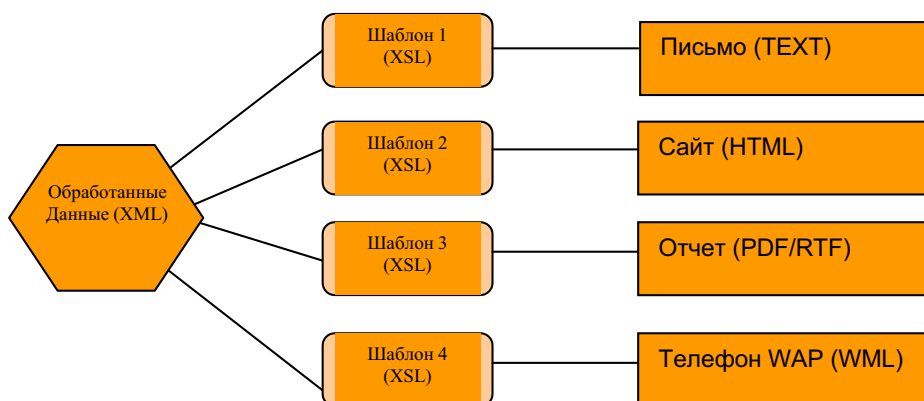 Шаблон 1
(XSL)
Письмо (TEXT)
Шаблон 2
(XSL)
Сайт (HTML)
Обработанные
Данные (XML)
Шаблон 3
(XSL)
Отчет (PDF/RTF)
Шаблон 4
(XSL)
Телефон WAP (WML)